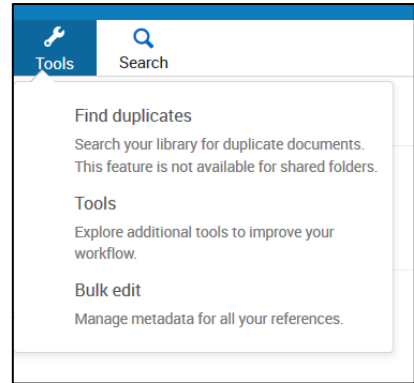 Tools
Search
Find duplicates
Search your library for duplicate documents.
This feature is not available for shared folders.
Tools
Explore additional tools to improve your
workflow.
Bulk edit
Manage metadata for all your references.